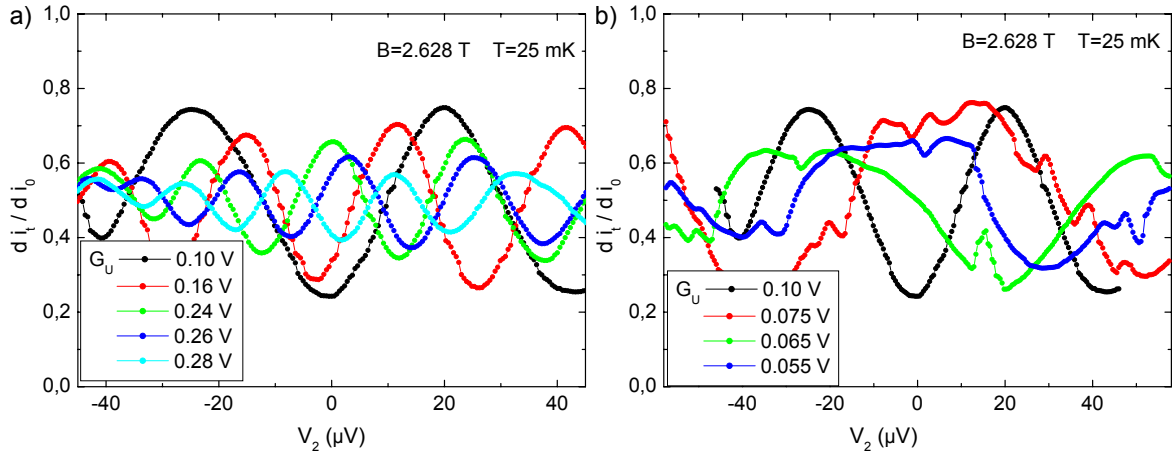 a)
1,0
0,8
0,6
0,4
0,2
0,0
d i_t / d i_0
B=2.628 T T=25 mK
G_U 0.10 V
0.16 V
0.24 V
0.26 V
0.28 V
-40 -20 0 20 40
V_2 (µV)
b)
1,0
0,8
0,6
0,4
0,2
0,0
d i_t / d i_0
B=2.628 T T=25 mK
G_U 0.10 V
0.075 V
0.065 V
0.055 V
-40 -20 0 20 40
V_2 (µV)